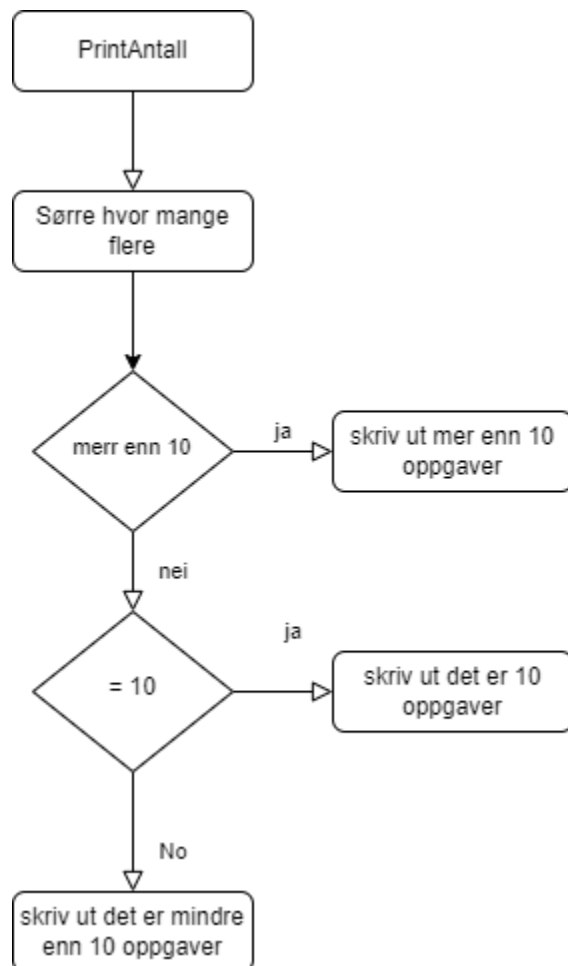 PrintAntall
Sørre hvor mange
flere
merr enn 10
ja
skriv ut mer enn 10
oppgaver
nei
= 10
ja
skriv ut det er 10
oppgaver
No
skriv ut det er mindre
enn 10 oppgaver